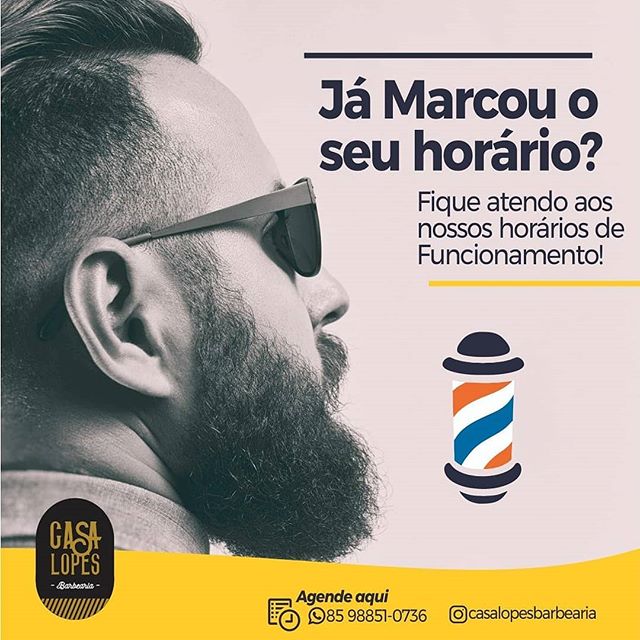 Já Marcou o
seu horário?
Fique atendo aos
nossos horários de
Funcionamento!
CASA
LOPES
- Barbearia -
Agende aqui
85 98851-0736
casalopesbarbearia